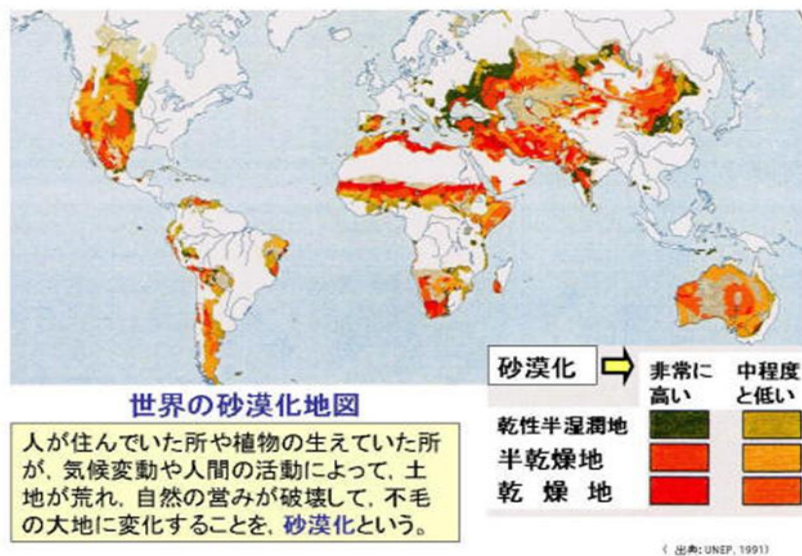 砂漠化
非常に
高い
中程度
と低い
乾性半湿潤地
半乾燥地
乾 燥 地
世界の砂漠化地図
人が住んでいた所や植物の生えていた所
が，気候変動や人間の活動によって，土
地が荒れ，自然の営みが破壊して，不毛
の大地に変化することを，砂漠化という。
（ 出典：UNEP，1991）